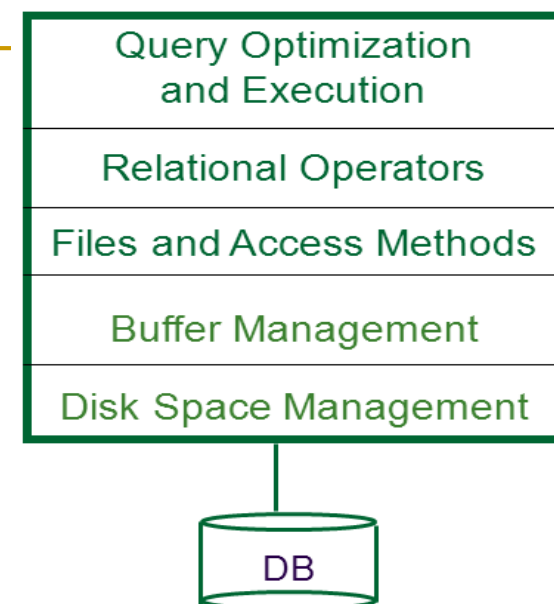 Query Optimization
and Execution
Relational Operators
Files and Access Methods
Buffer Management
Disk Space Management
DB